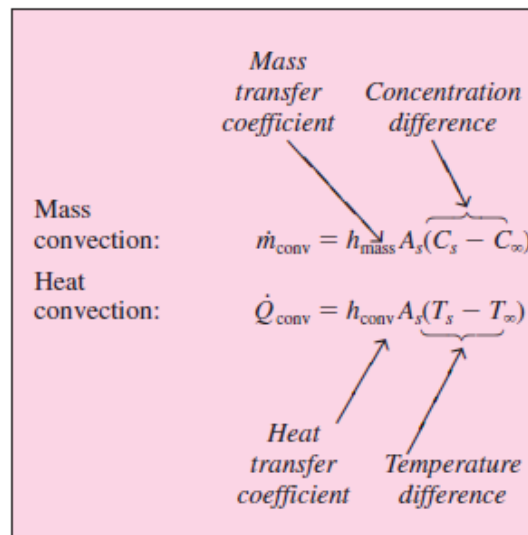 Mass
transfer
coefficient
Concentration
difference
Mass
convection: ṁconv = hmass As(Cs − C∞)
Heat
convection: Q̇conv = hconv As(Ts − T∞)
Heat
transfer
coefficient
Temperature
difference